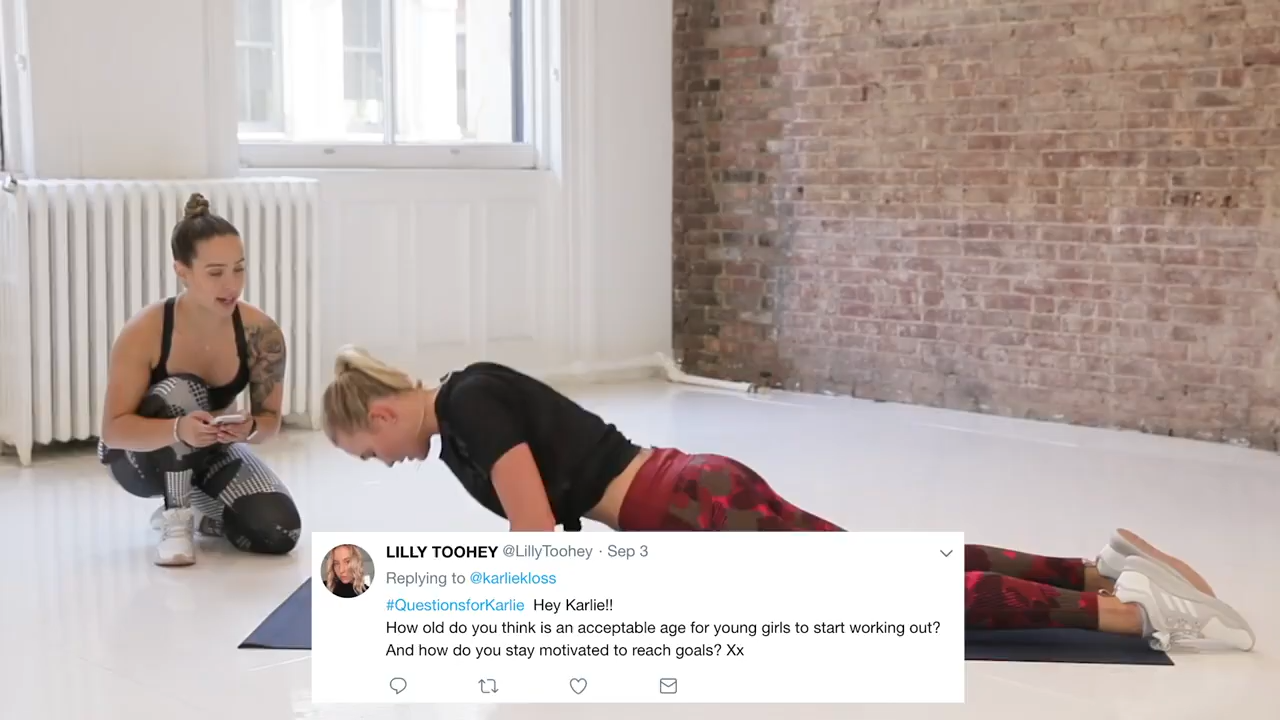 LILLY TOOHEY @LillyToohey · Sep 3
Replying to @karliekloss
#QuestionsforKarlie Hey Karlie!!
How old do you think is an acceptable age for young girls to start working out?
And how do you stay motivated to reach goals? Xx